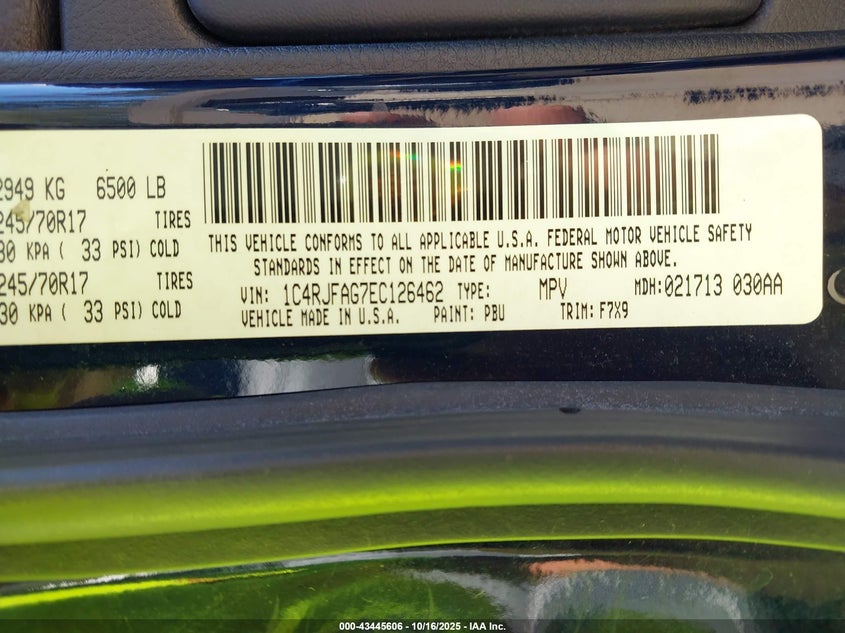 2949 KG 6500 LB
245/70R17 TIRES
30 KPA ( 33 PSI) COLD
245/70R17 TIRES
30 KPA ( 33 PSI) COLD
THIS VEHICLE CONFORMS TO ALL APPLICABLE U.S.A. FEDERAL MOTOR VEHICLE SAFETY
STANDARDS IN EFFECT ON THE DATE OF MANUFACTURE SHOWN ABOVE.
VIN: 1C4RJFAG7EC126462 TYPE: MPV MDH: 021713 030AA
VEHICLE MADE IN U.S.A. PAINT: PBU TRIM: F7X9
000-43445606 - 10/16/2025 - IAA Inc.